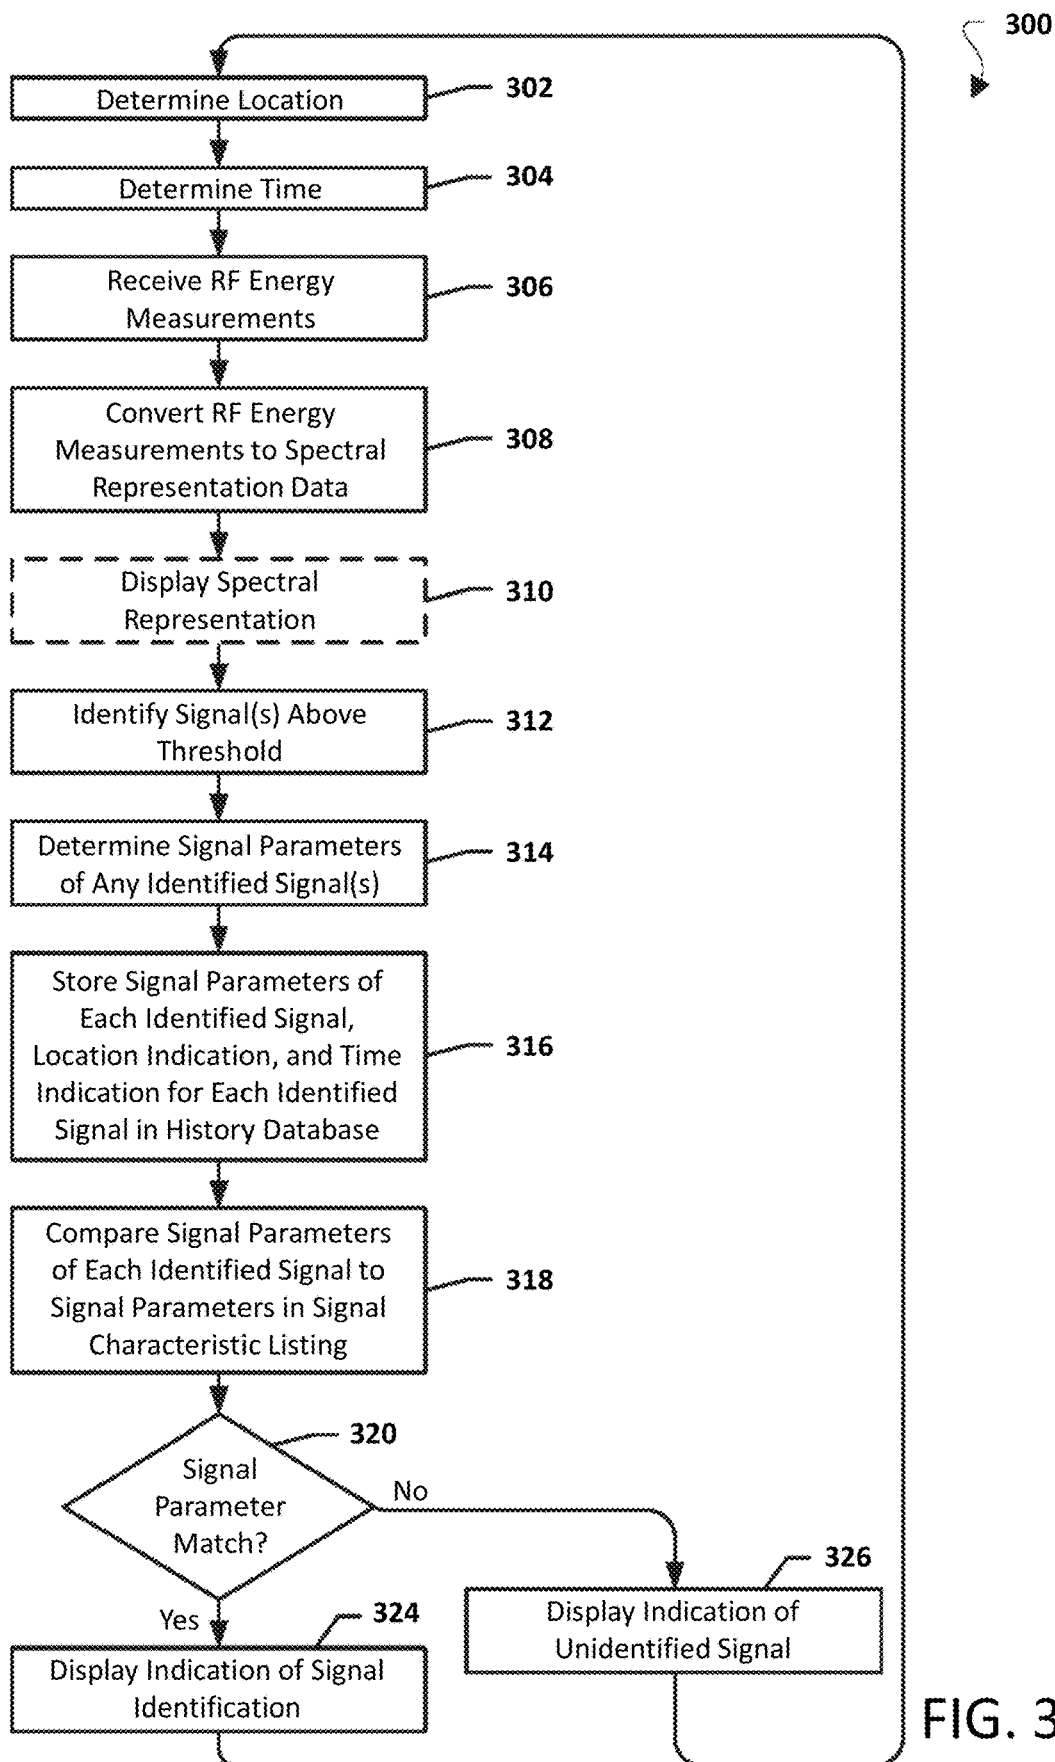 300
Determine Location
302
Determine Time
304
Receive RF Energy
Measurements
306
Convert RF Energy
Measurements to Spectral
Representation Data
308
Display Spectral
Representation
310
Identify Signal(s) Above
Threshold
312
Determine Signal Parameters
of Any Identified Signal(s)
314
Store Signal Parameters of
Each Identified Signal,
Location Indication, and Time
Indication for Each Identified
Signal in History Database
316
Compare Signal Parameters
of Each Identified Signal to
Signal Parameters in Signal
Characteristic Listing
318
320
Signal
Parameter
Match?
No
326
Display Indication of
Unidentified Signal
Yes
324
Display Indication of Signal
Identification
FIG. 3